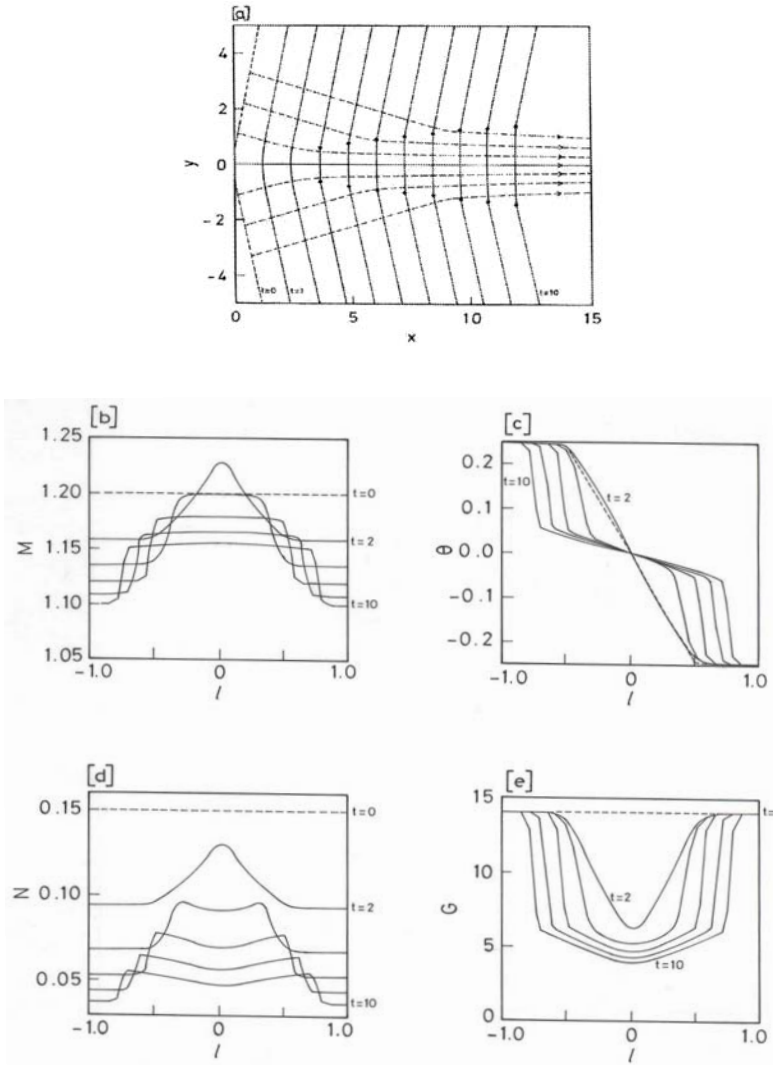 [a]
4
2
0
-2
-4
y
t=0
t=1
t=10
0
5
10
15
x
[b]
1.25
1.20
1.15
1.10
1.05
M
t=0
t=2
t=10
-1.0
0
1.0
l
[c]
0.2
0.1
0.0
-0.1
-0.2
θ
t=10
t=2
-1.0
0
1.0
l
[d]
0.15
0.10
0.05
N
t=0
t=2
t=10
-1.0
0
1.0
l
[e]
15
10
5
0
G
t=
t=2
t=10
-1.0
0
1.0
l